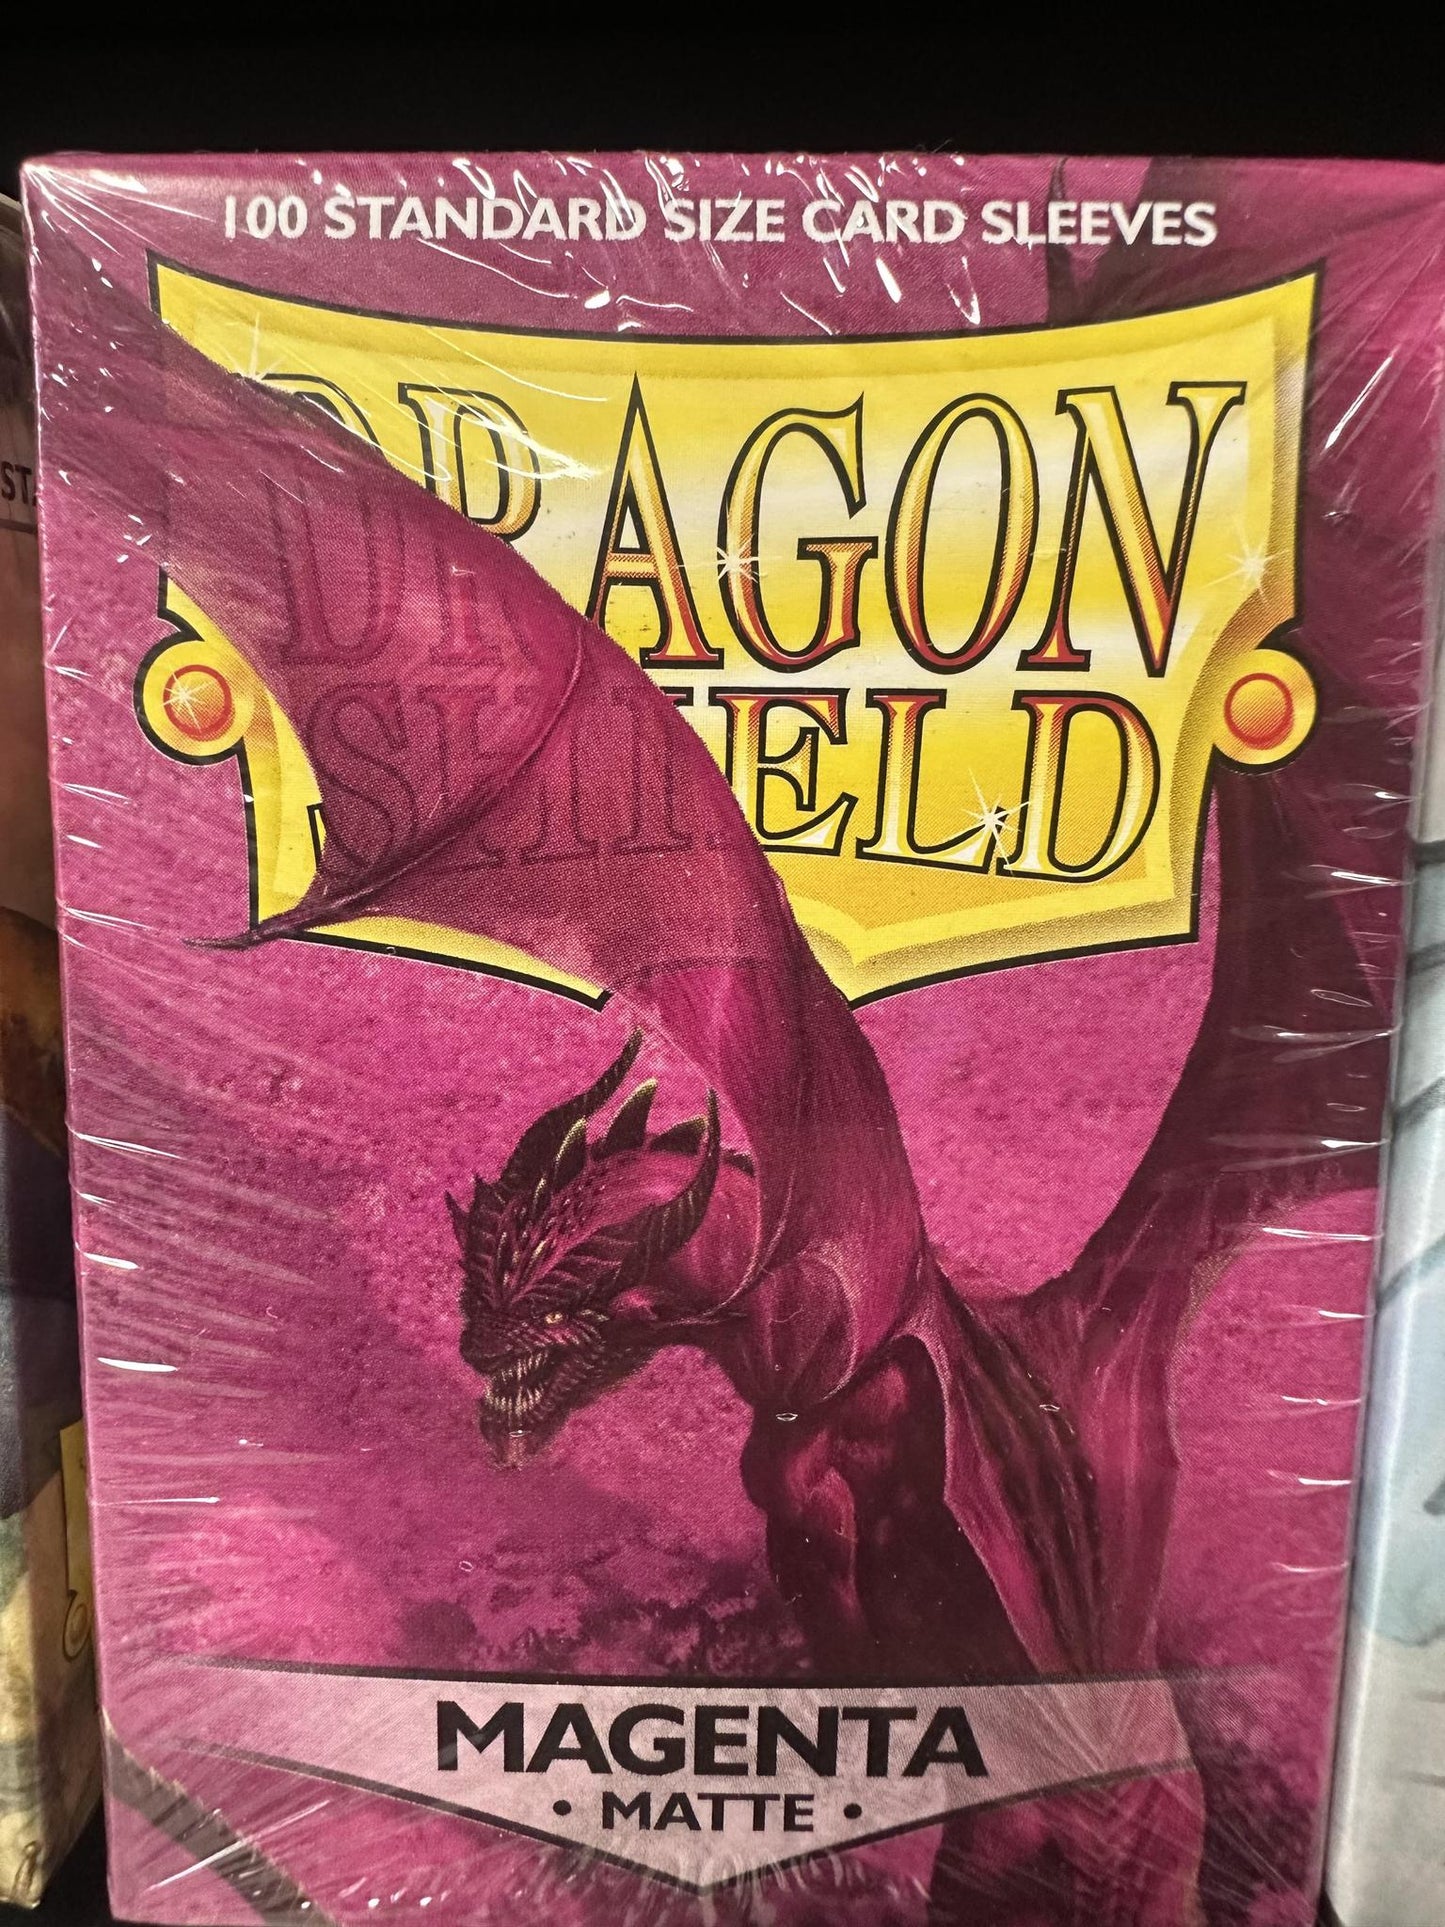 100 STANDARD SIZE CARD SLEEVES
DRAGON
SHIELD
MAGENTA
• MATTE •